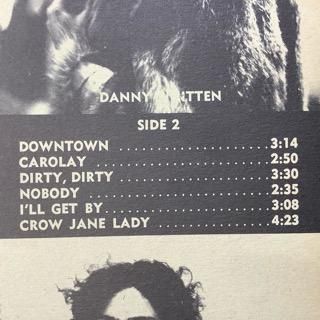 DANNY WHITTEN
SIDE 2
DOWNTOWN ........................ 3:14
CAROLAY .......................... 2:50
DIRTY, DIRTY ...................... 3:30
NOBODY .......................... 2:35
I'LL GET BY........................ 3:08
CROW JANE LADY ................ 4:23